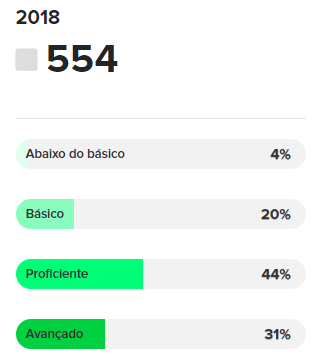 2018
554
Abaixo do básico 4%
Básico 20%
Proficiente 44%
Avançado 31%